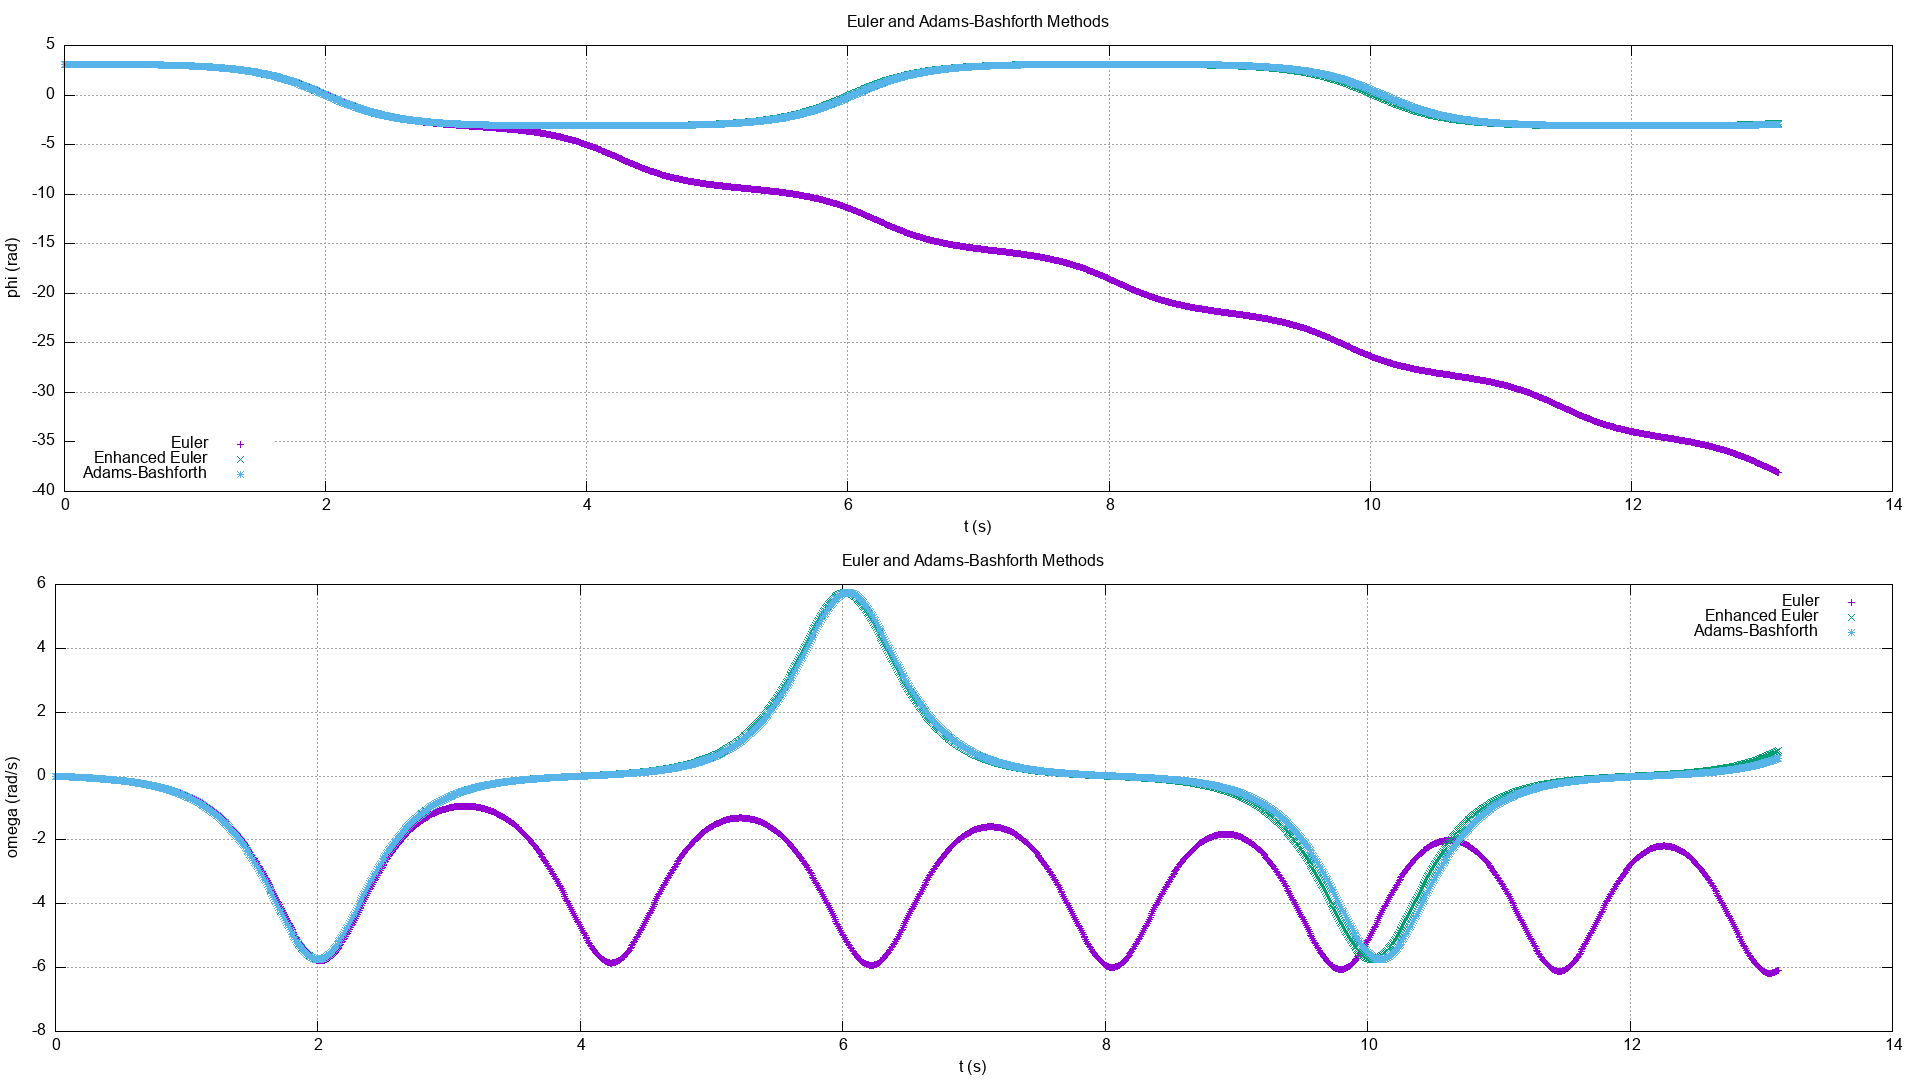 Euler and Adams-Bashforth Methods
5
0
-5
-10
-15
-20
-25
-30
-35
-40
phi (rad)
Euler
Enhanced Euler
Adams-Bashforth
0 2 4 6 8 10 12 14
t (s)
Euler and Adams-Bashforth Methods
6
4
2
0
-2
-4
-6
-8
omega (rad/s)
Euler
Enhanced Euler
Adams-Bashforth
0 2 4 6 8 10 12 14
t (s)